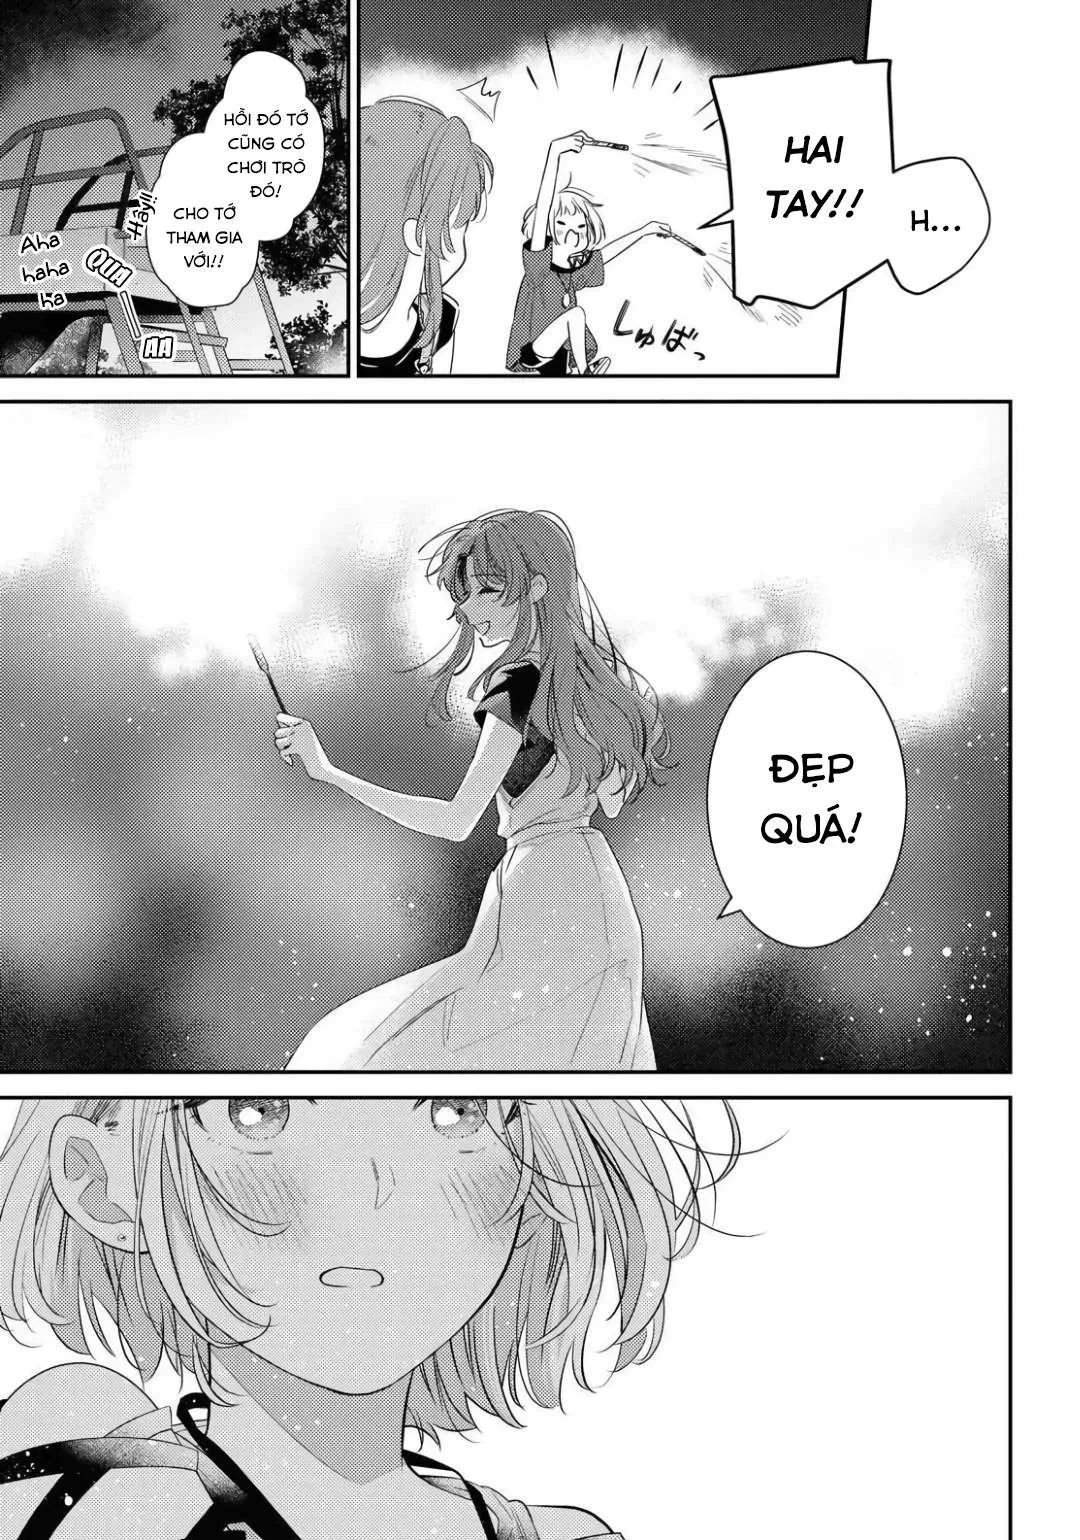 H...
HAI
TAY!!
しゅばっ
HỒI ĐÓ TỚ
CŨNG CÓ
CHƠI TRÒ
ĐÓ!
CHO TỚ
THAM GIA
VỚI!!
Hây!!
QUA
AA
Aha
haha
ha
ĐẸP
QUÁ!